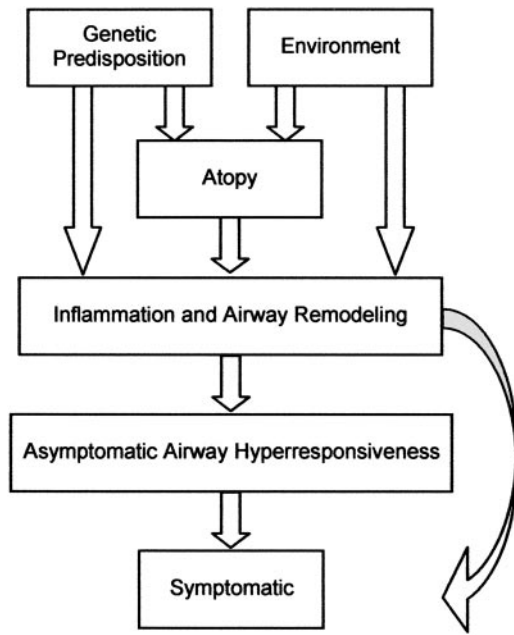 Genetic
Predisposition
Environment
Atopy
Inflammation and Airway Remodeling
Asymptomatic Airway Hyperresponsiveness
Symptomatic